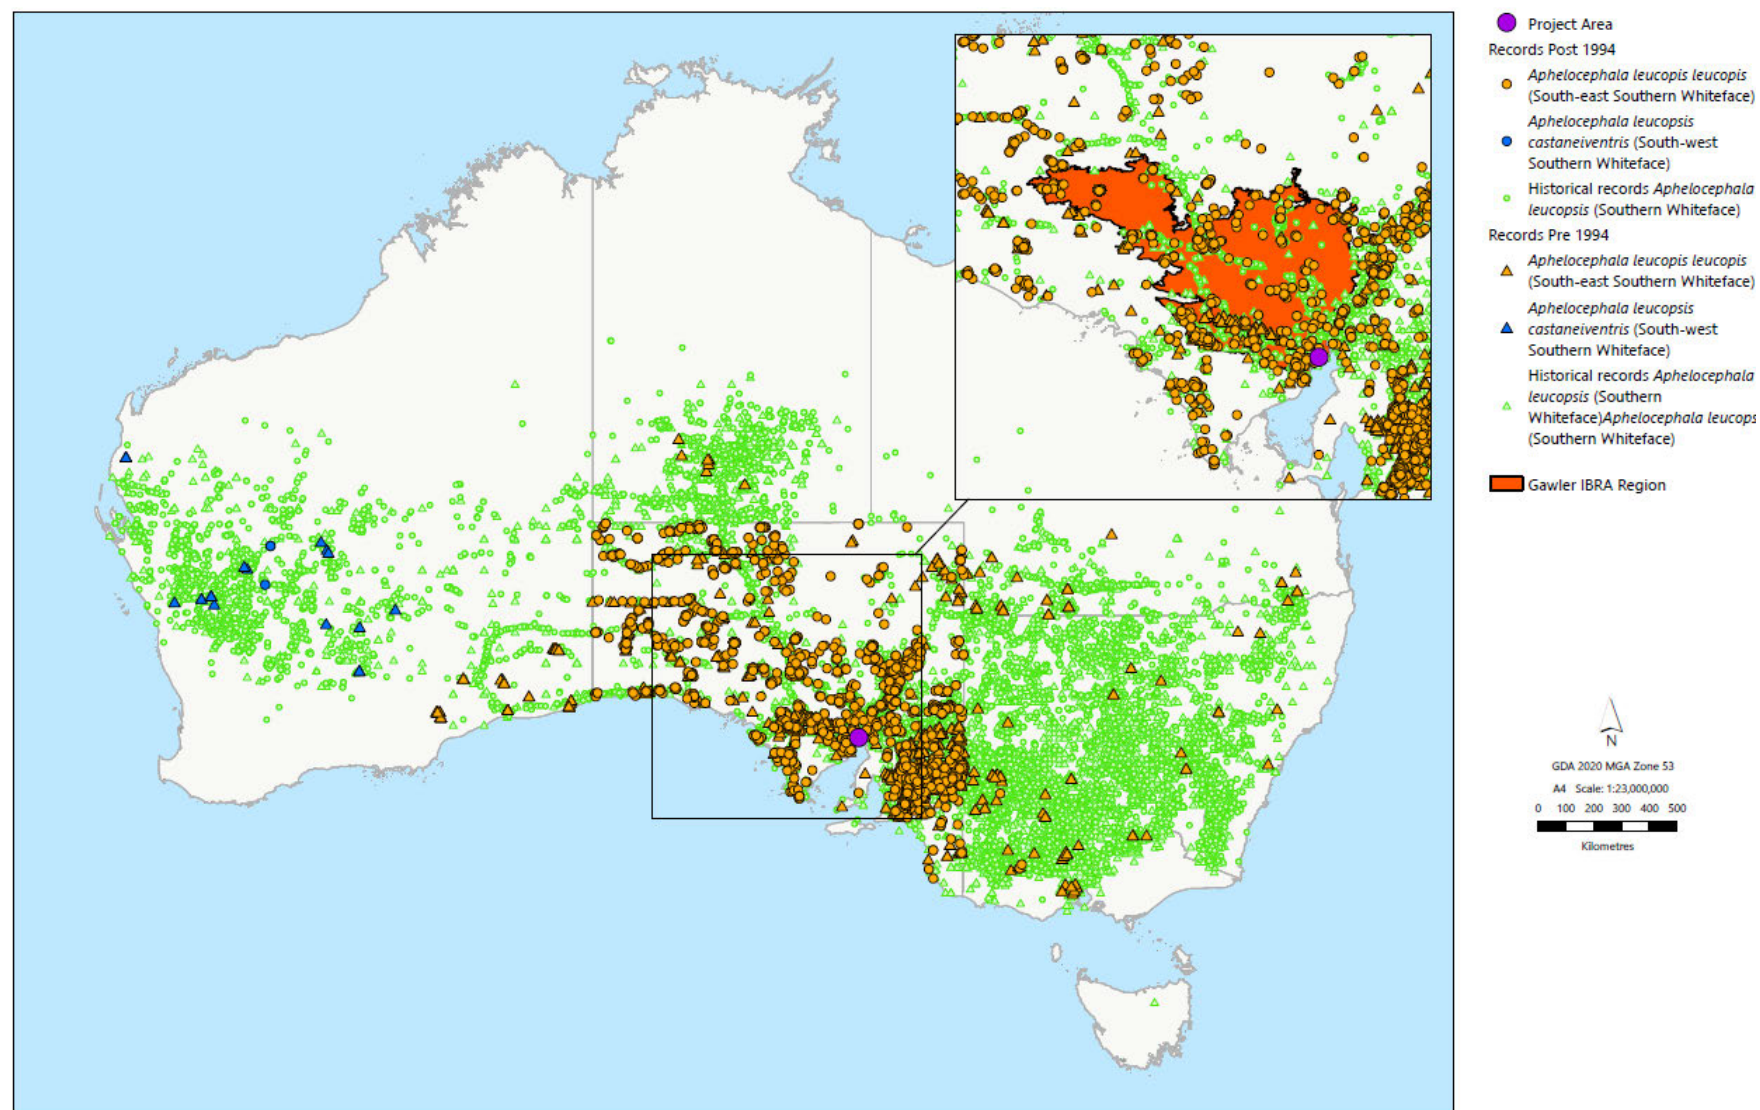 Project Area
Records Post 1994
Aphelocephala leucopis leucopis
(South-east Southern Whiteface)
Aphelocephala leucopsis
castaneiventris (South-west
Southern Whiteface)
Historical records Aphelocephala
leucopsis (Southern Whiteface)
Records Pre 1994
Aphelocephala leucopis leucopis
(South-east Southern Whiteface)
Aphelocephala leucopsis
castaneiventris (South-west
Southern Whiteface)
Historical records Aphelocephala
leucopsis (Southern
Whiteface)Aphelocephala leucops
(Southern Whiteface)
Gawler IBRA Region
N
GDA 2020 MGA Zone 53
A4 Scale: 1:23,000,000
0 100 200 300 400 500
Kilometres